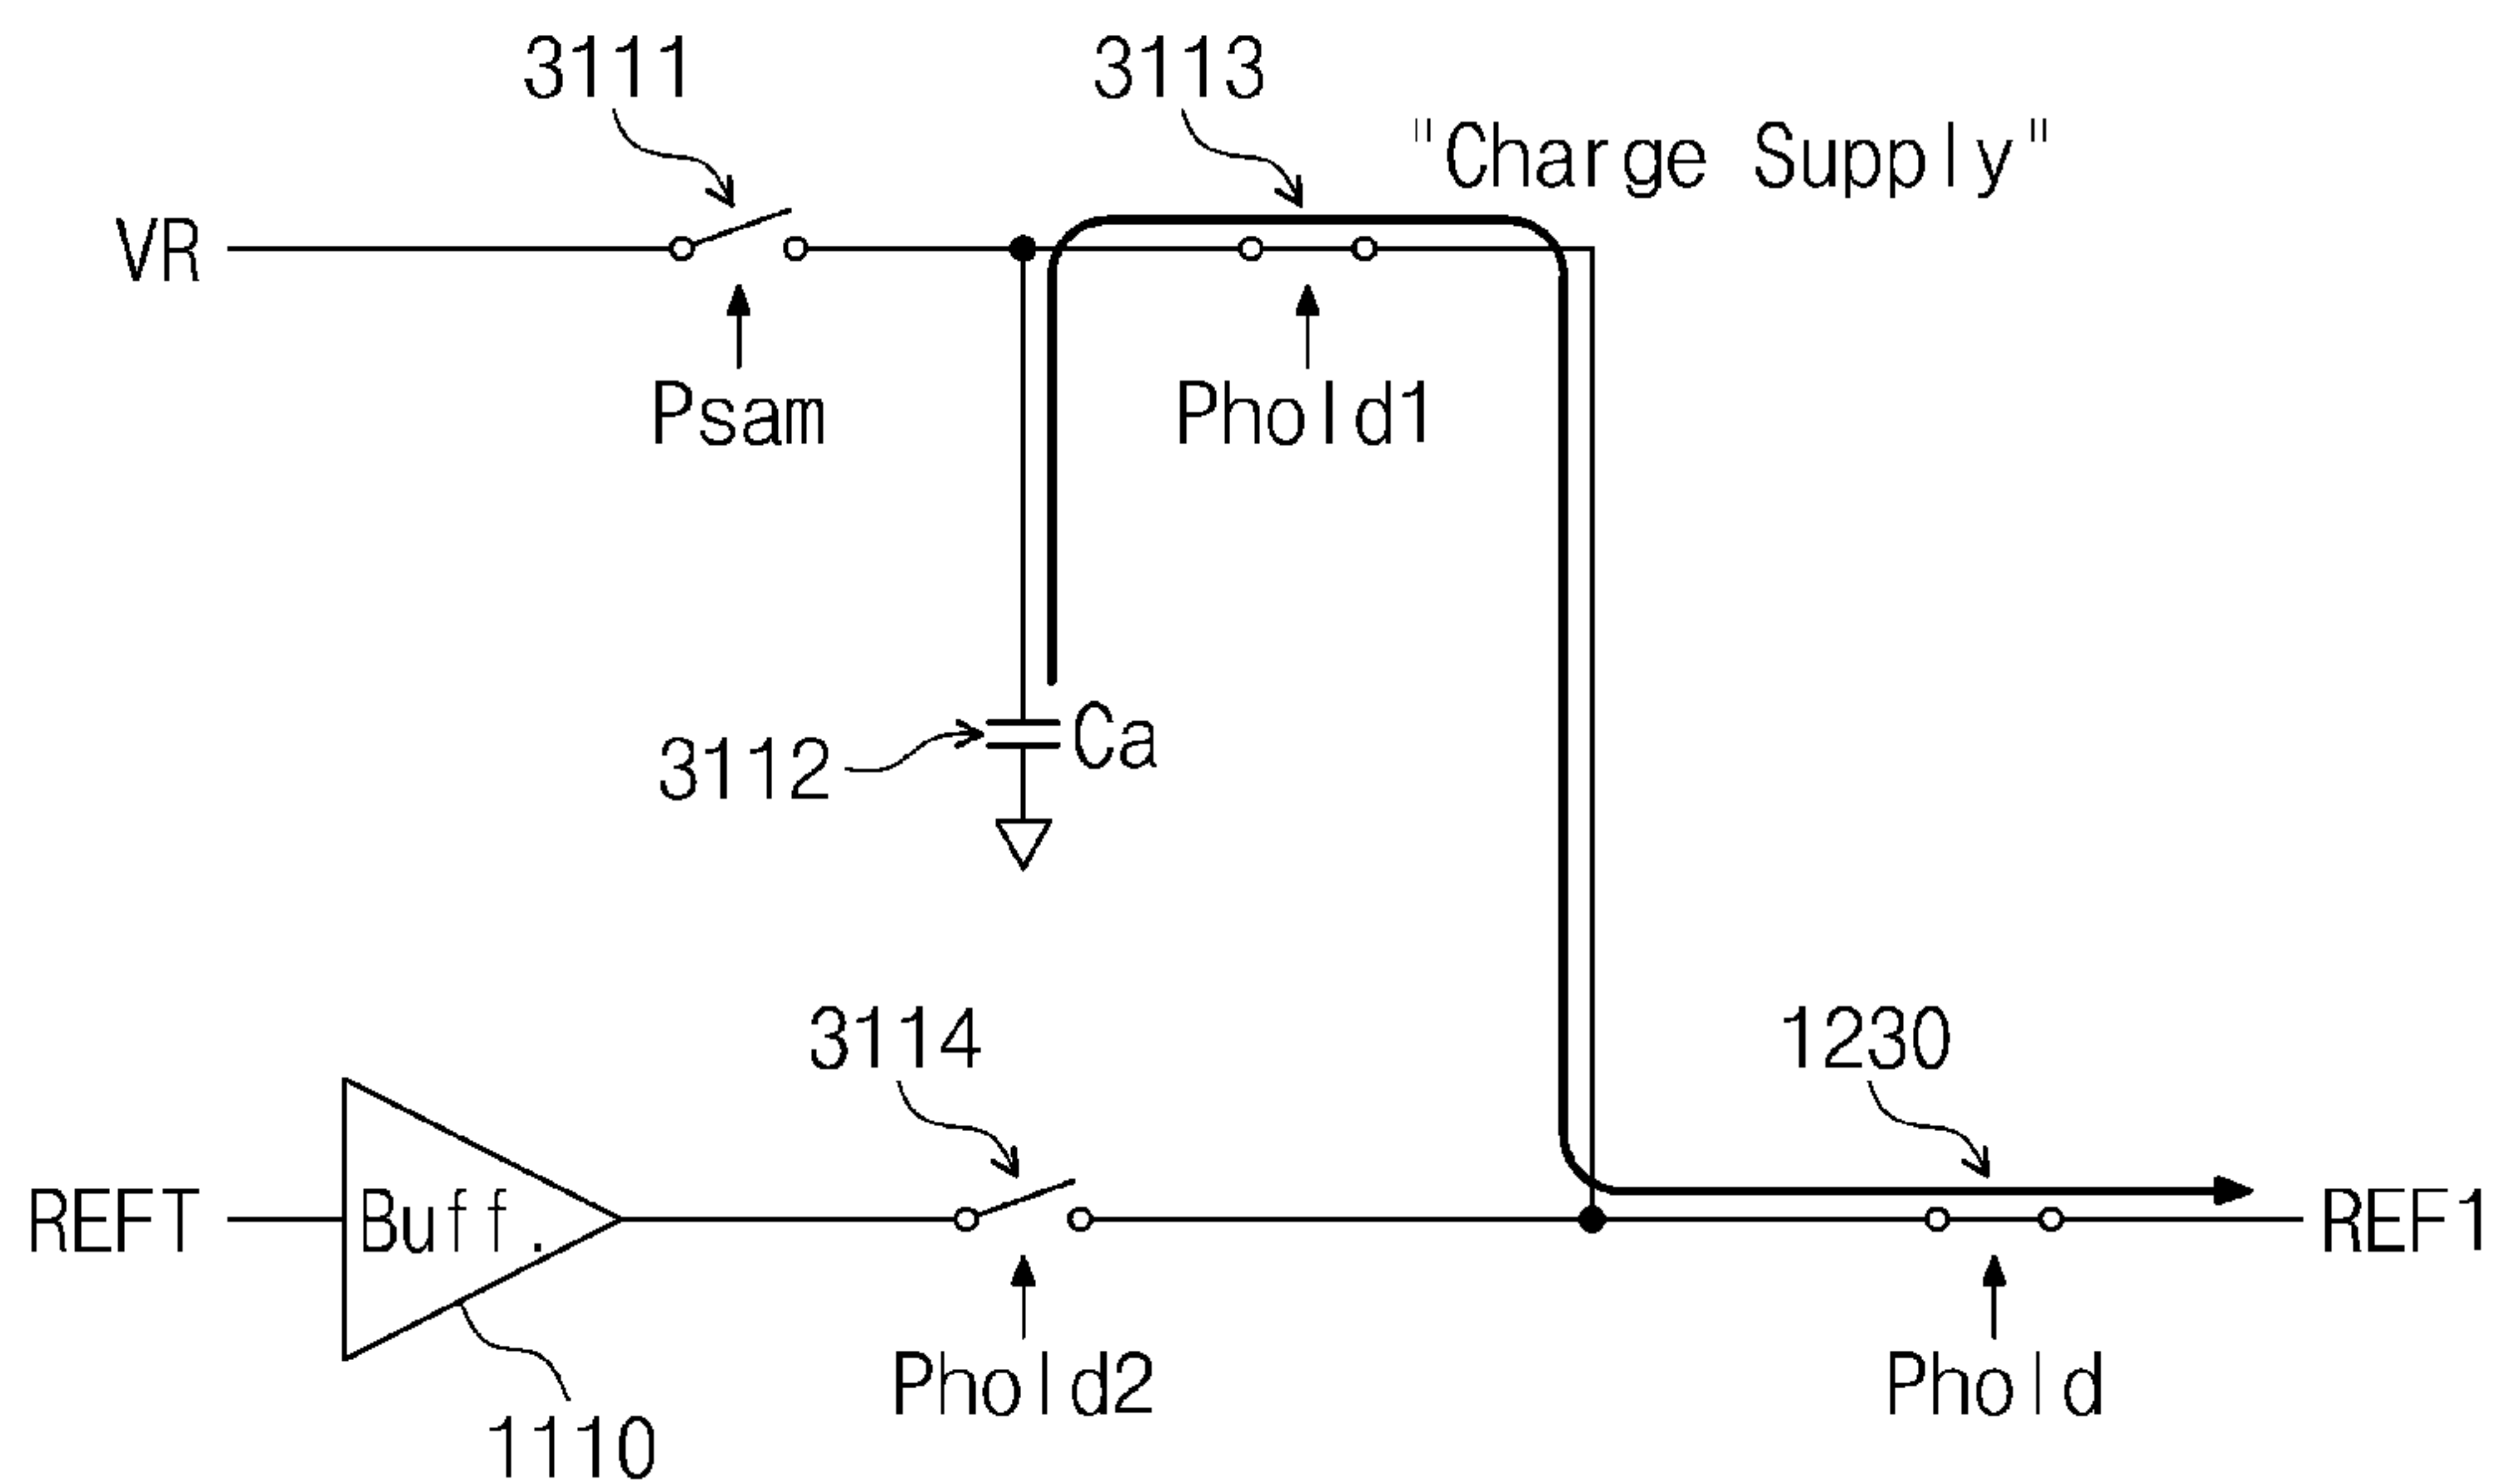 3111
3113
"Charge Supply"
VR
Psam
Phold1
3112
Ca
3114
1230
REFT
Buff.
REF1
Phold2
Phold
1110